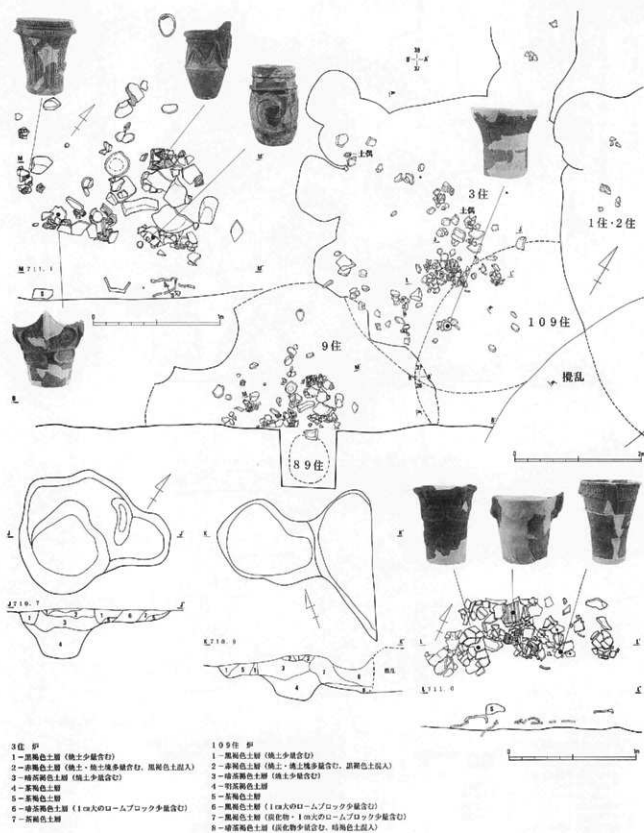 土偶
3住
土偶
1住・2住
M711.1
9住
109住
攪乱
89住
J710.7
攪乱
3住 炉
1-黒褐色土層(焼土少量含む)
2-赤褐色土層(焼土・焼土塊多量含む、黒褐色土混入)
3-暗茶褐色土層(焼土少量含む)
4-茶褐色土層
5-黒褐色土層
6-暗茶褐色土層(1cm大のロームブロック少量含む)
7-茶褐色土層
109住 炉
1-黒褐色土層(焼土少量含む)
2-赤褐色土層(焼土・焼土塊多量含む、黒褐色土混入)
3-暗茶褐色土層(焼土少量含む)
4-明茶褐色土層
5-茶褐色土層
6-黒褐色土層(1cm大のロームブロック少量含む)
7-黒褐色土層(炭化物・1cm大のロームブロック少量含む)
8-暗茶褐色土層(炭化物少量含む、暗褐色土混入)